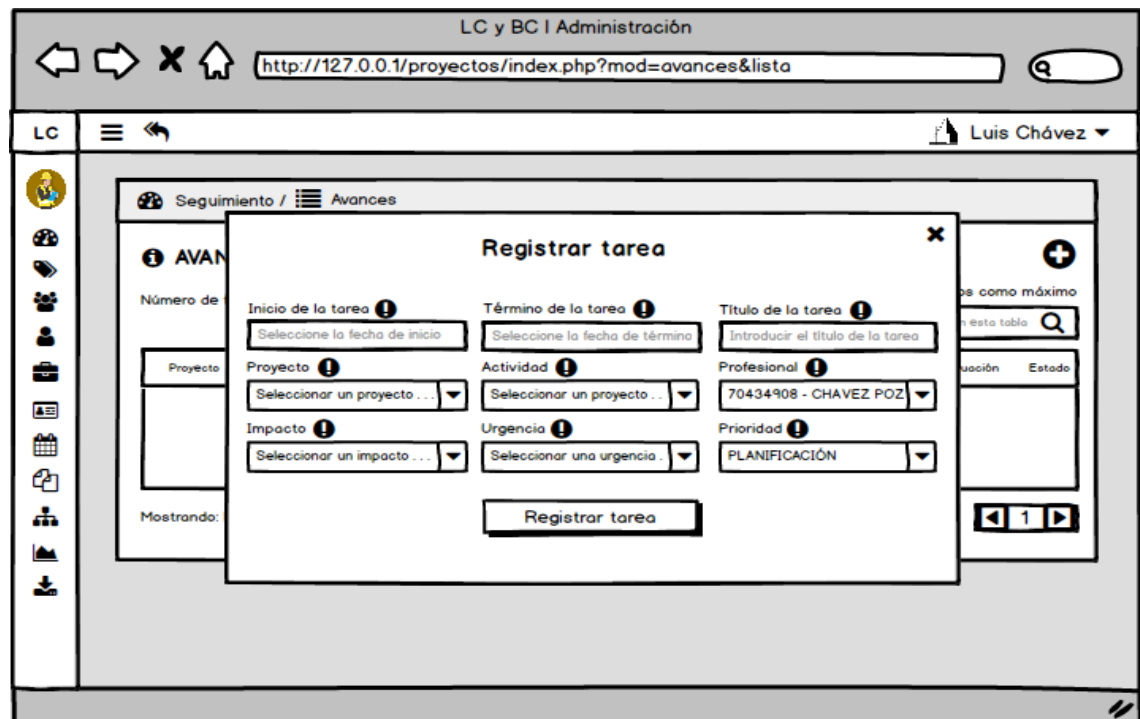 LC y BC | Administración
http://127.0.0.1/proyectos/index.php?mod=avances&lista
LC
Luis Chávez
Seguimiento / Avances
AVAN
Registrar tarea
Número de
os como máximo
Inicio de la tarea
Término de la tarea
Título de la tarea
Seleccione la fecha de inicio
Seleccione la fecha de término
Introducir el título de la tarea
n esta tabla
Proyecto
Proyecto
Actividad
Profesional
uación
Estado
Seleccionar un proyecto . . .
Seleccionar un proyecto . .
70434908 - CHAVEZ POZ
Impacto
Urgencia
Prioridad
Seleccionar un impacto . . .
Seleccionar una urgencia .
PLANIFICACIÓN
Mostrando:
Registrar tarea
1